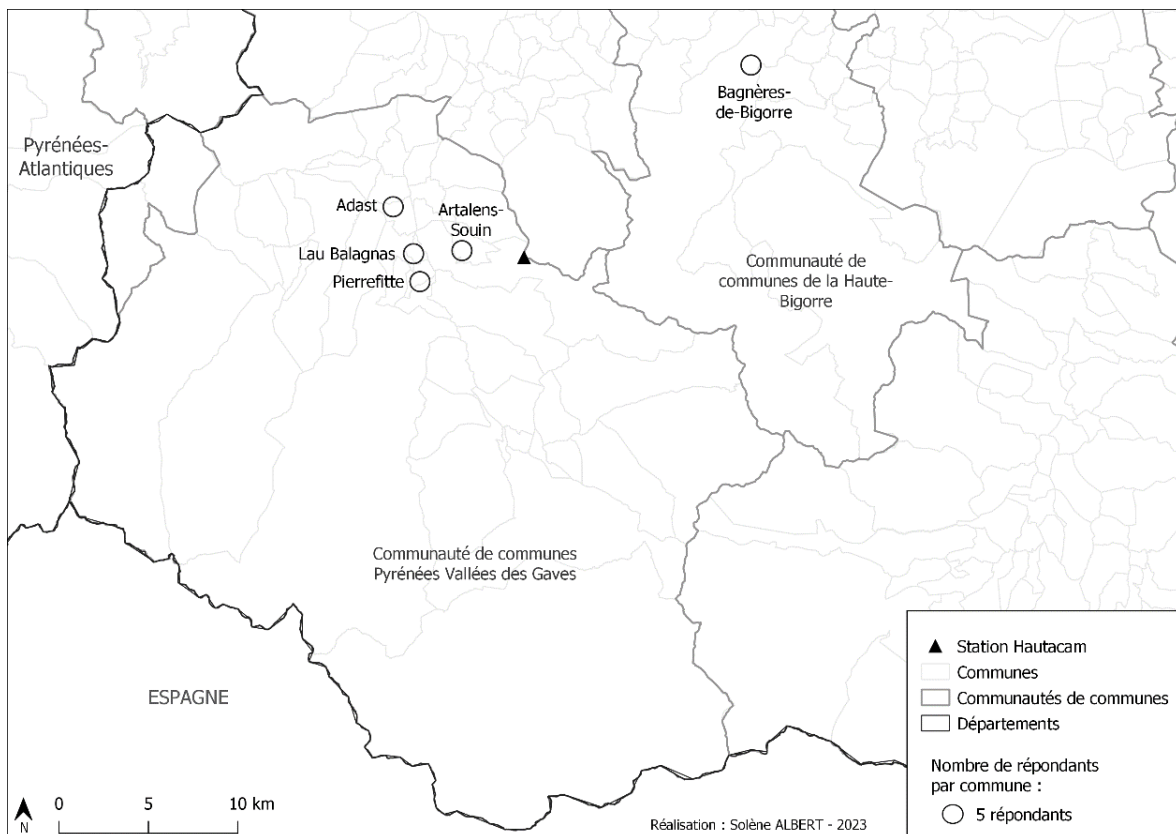 Bagnères-
de-Bigorre
Pyrénées-
Atlantiques
Adast
Artalens-
Souin
Lau Balagnas
Pierrefitte
Communauté de
communes de la Haute-
Bigorre
Communauté de communes
Pyrénées Vallées des Gaves
ESPAGNE
Station Hautacam
Communes
Communautés de communes
Départements
Nombre de répondants
par commune :
5 répondants
N
0 5 10 km
Réalisation : Solène ALBERT - 2023